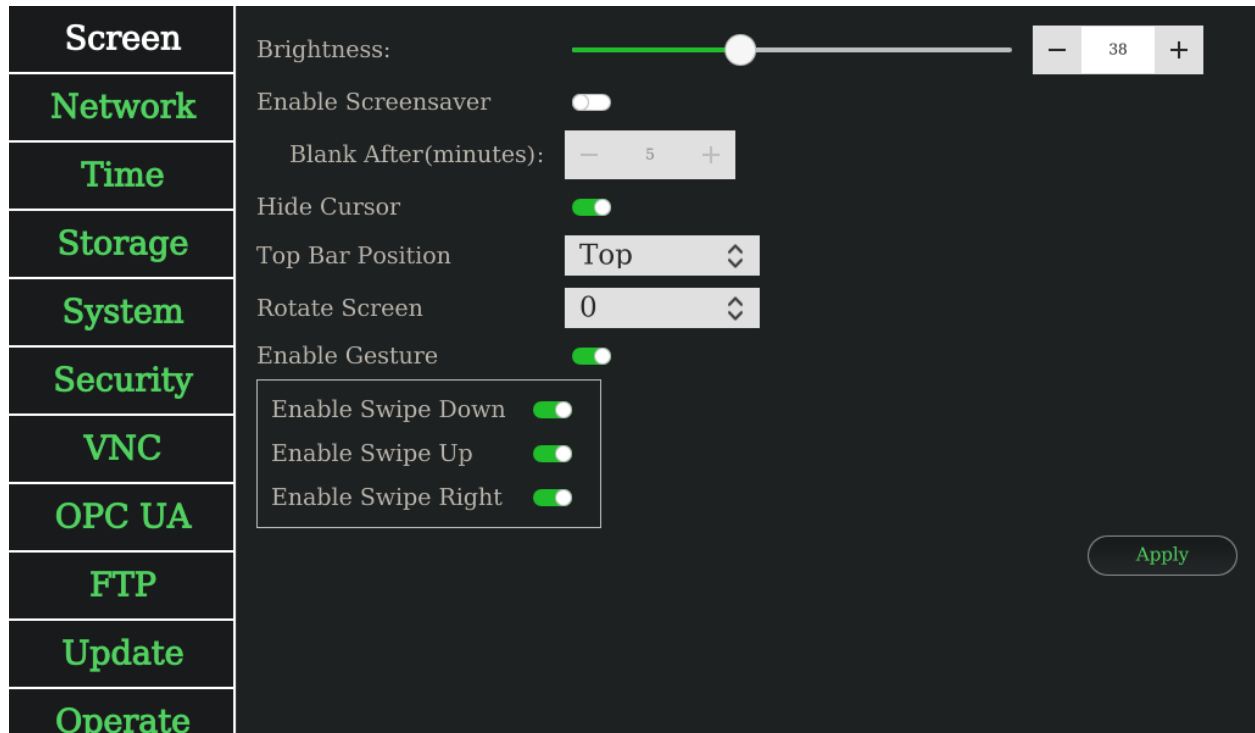 Screen
Network
Time
Storage
System
Security
VNC
OPC UA
FTP
Update
Operate
Brightness: − 38 +
Enable Screensaver
Blank After(minutes): − 5 +
Hide Cursor
Top Bar Position Top
Rotate Screen 0
Enable Gesture
Enable Swipe Down
Enable Swipe Up
Enable Swipe Right
Apply